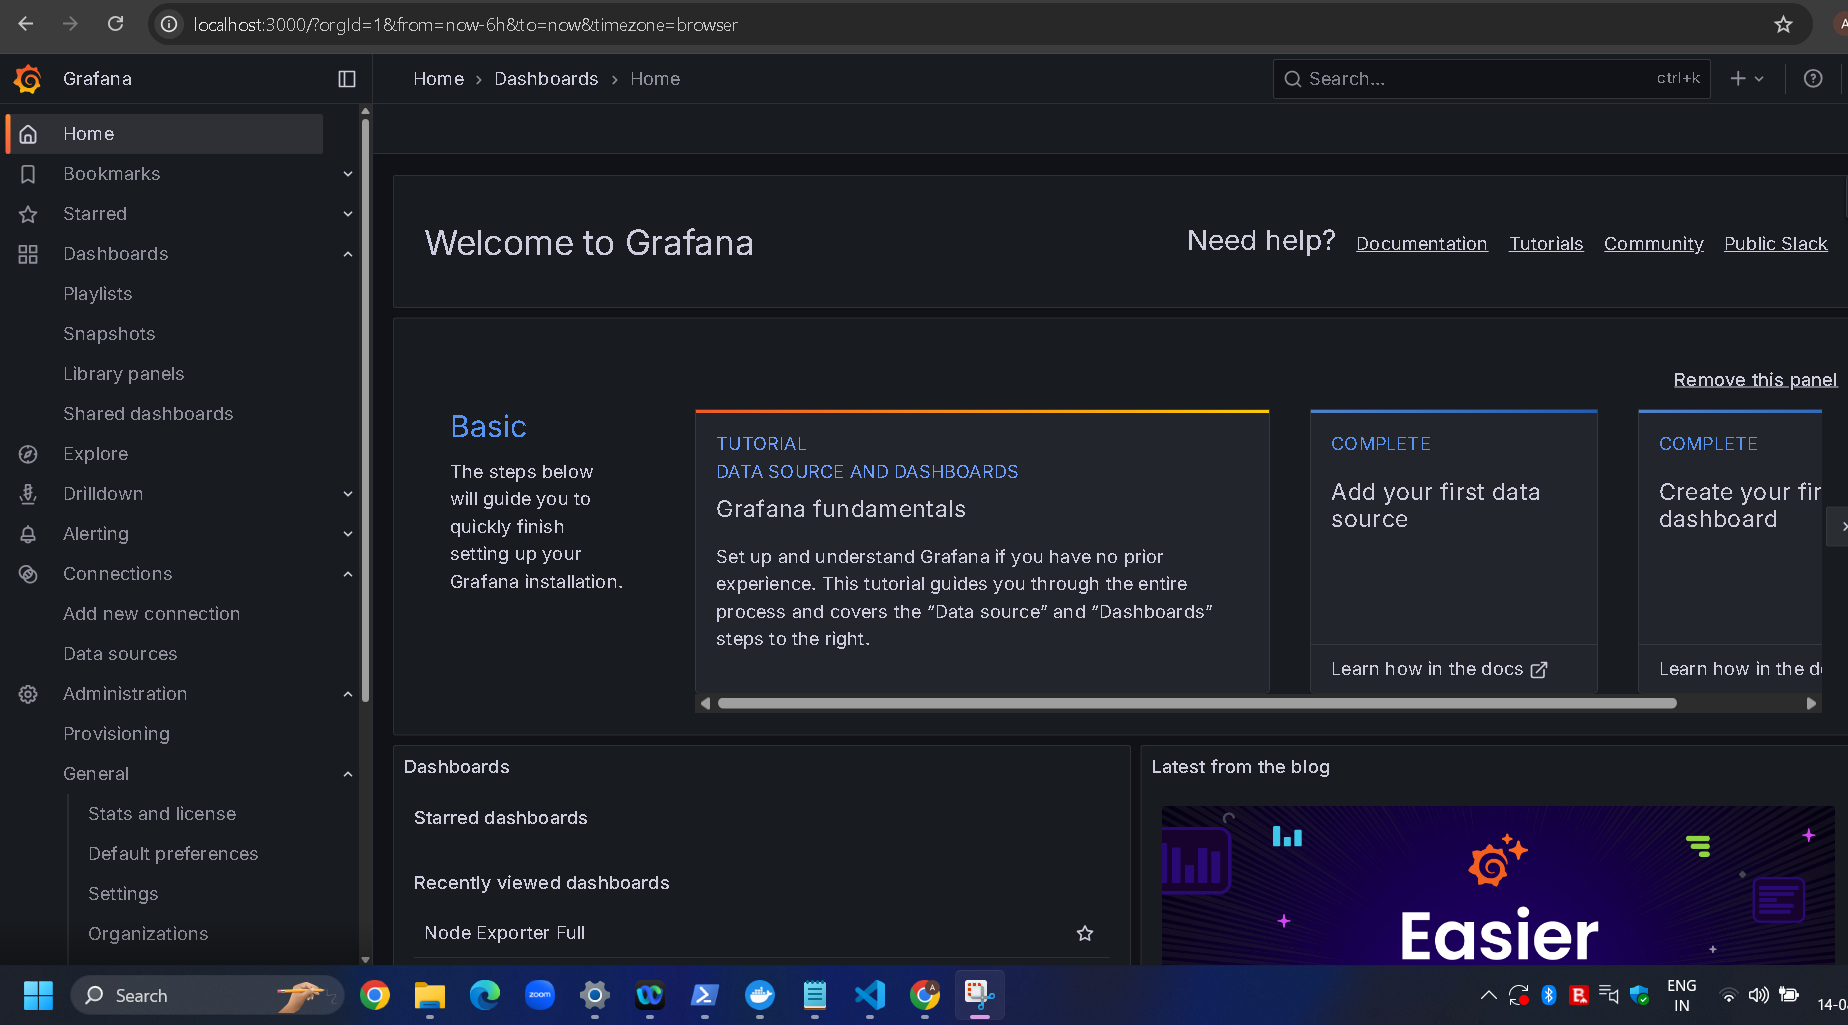 localhost:3000/?orgId=1&from=now-6h&to=now&timezone=browser
A
Grafana
Home › Dashboards › Home
Search...
ctrl+k
Home
Bookmarks
Starred
Dashboards
Playlists
Snapshots
Library panels
Shared dashboards
Explore
Drilldown
Alerting
Connections
Add new connection
Data sources
Administration
Provisioning
General
Stats and license
Default preferences
Settings
Organizations
Welcome to Grafana
Need help?
Documentation
Tutorials
Community
Public Slack
Remove this panel
Basic
The steps below
will guide you to
quickly finish
setting up your
Grafana installation.
TUTORIAL
DATA SOURCE AND DASHBOARDS
Grafana fundamentals
Set up and understand Grafana if you have no prior
experience. This tutorial guides you through the entire
process and covers the “Data source” and “Dashboards”
steps to the right.
COMPLETE
Add your first data
source
Learn how in the docs
COMPLETE
Create your fir
dashboard
Learn how in the d
Dashboards
Starred dashboards
Recently viewed dashboards
Node Exporter Full
Latest from the blog
Easier
Search
zoom
A
ENG
IN
14-0